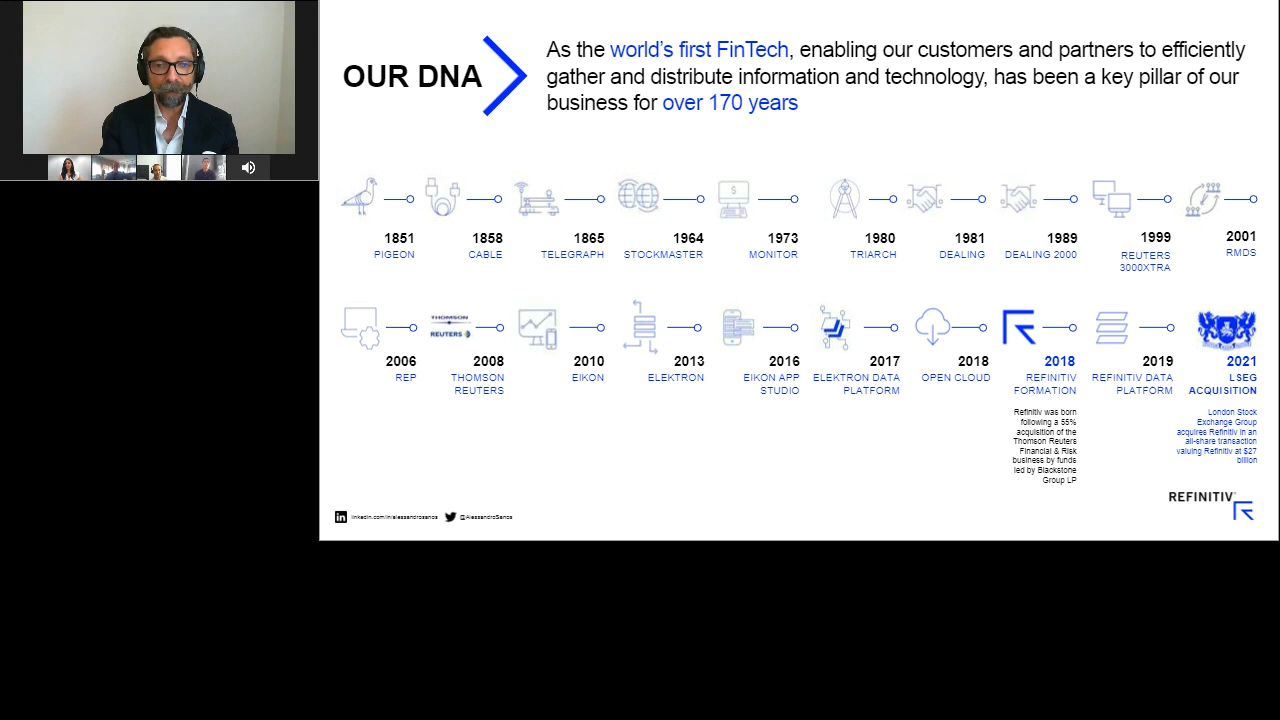 OUR DNA
As the world's first FinTech, enabling our customers and partners to efficiently
gather and distribute information and technology, has been a key pillar of our
business for over 170 years
1851
PIGEON
1858
CABLE
1865
TELEGRAPH
1964
STOCKMASTER
$
1973
MONITOR
1980
TRIARCH
1981
DEALING
1989
DEALING 2000
1999
REUTERS
3000XTRA
2001
RMDS
2006
REP
THOMSON
REUTERS
2008
THOMSON
REUTERS
2010
EIKON
2013
ELEKTRON
2016
EIKON APP
STUDIO
2017
ELEKTRON DATA
PLATFORM
2018
OPEN CLOUD
2018
REFINITIV
FORMATION
Refinitiv was born
following a 55%
acquisition of the
Thomson Reuters
Financial & Risk
business by funds
led by Blackstone
Group LP
2019
REFINITIV DATA
PLATFORM
2021
LSEG
ACQUISITION
London Stock
Exchange Group
acquires Refinitiv in an
all-share transaction
valuing Refinitiv at $27
billion
in linkedin.com/in/alessandrosanos @AlessandroSanos
REFINITIV